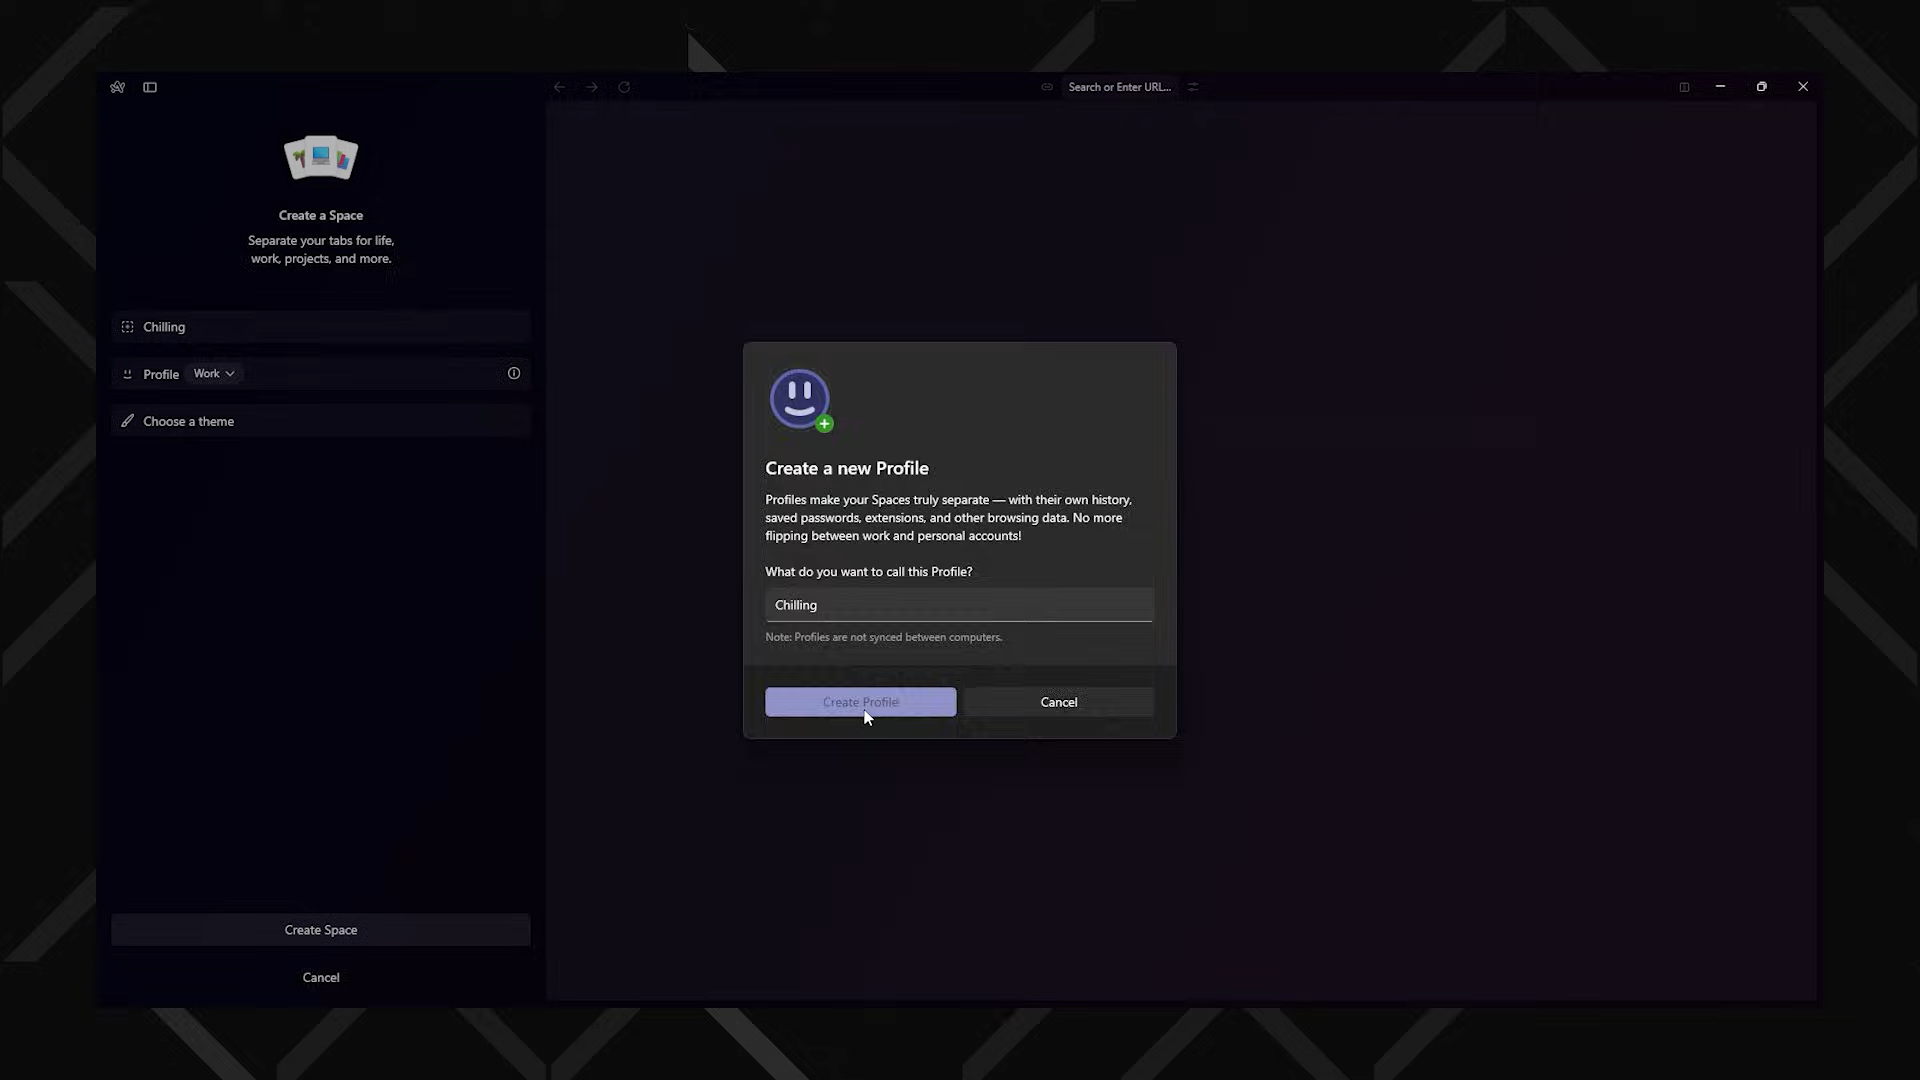 Search or Enter URL...
Create a Space
Separate your tabs for life,
work, projects, and more.
Chilling
Profile Work
Choose a theme
Create Space
Cancel
Create a new Profile
Profiles make your Spaces truly separate — with their own history,
saved passwords, extensions, and other browsing data. No more
flipping between work and personal accounts!
What do you want to call this Profile?
Chilling
Note: Profiles are not synced between computers.
Create Profile
Cancel